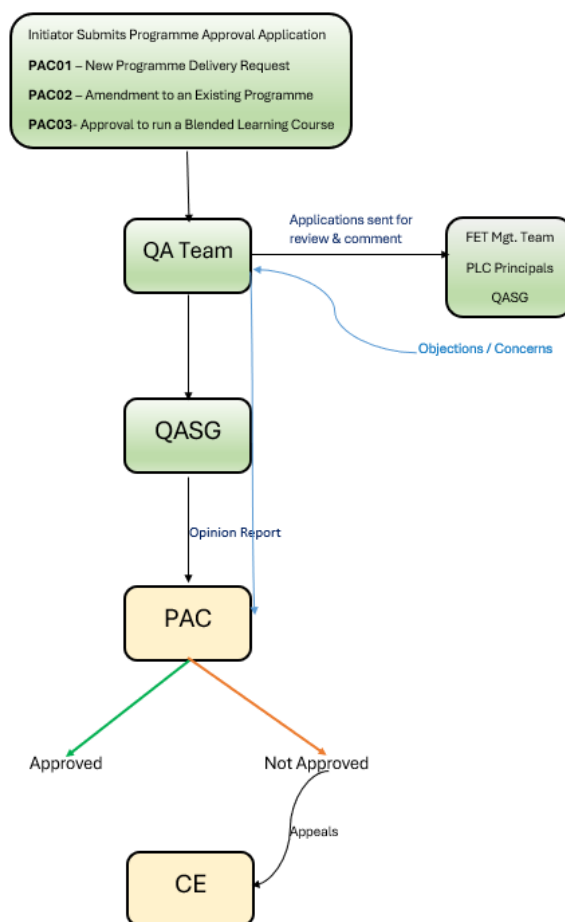 Initiator Submits Programme Approval Application
PAC01 – New Programme Delivery Request
PAC02 – Amendment to an Existing Programme
PAC03- Approval to run a Blended Learning Course
Applications sent for
review & comment
QA Team
FET Mgt. Team
PLC Principals
QASG
Objections / Concerns
QASG
Opinion Report
PAC
Approved
Not Approved
Appeals
CE